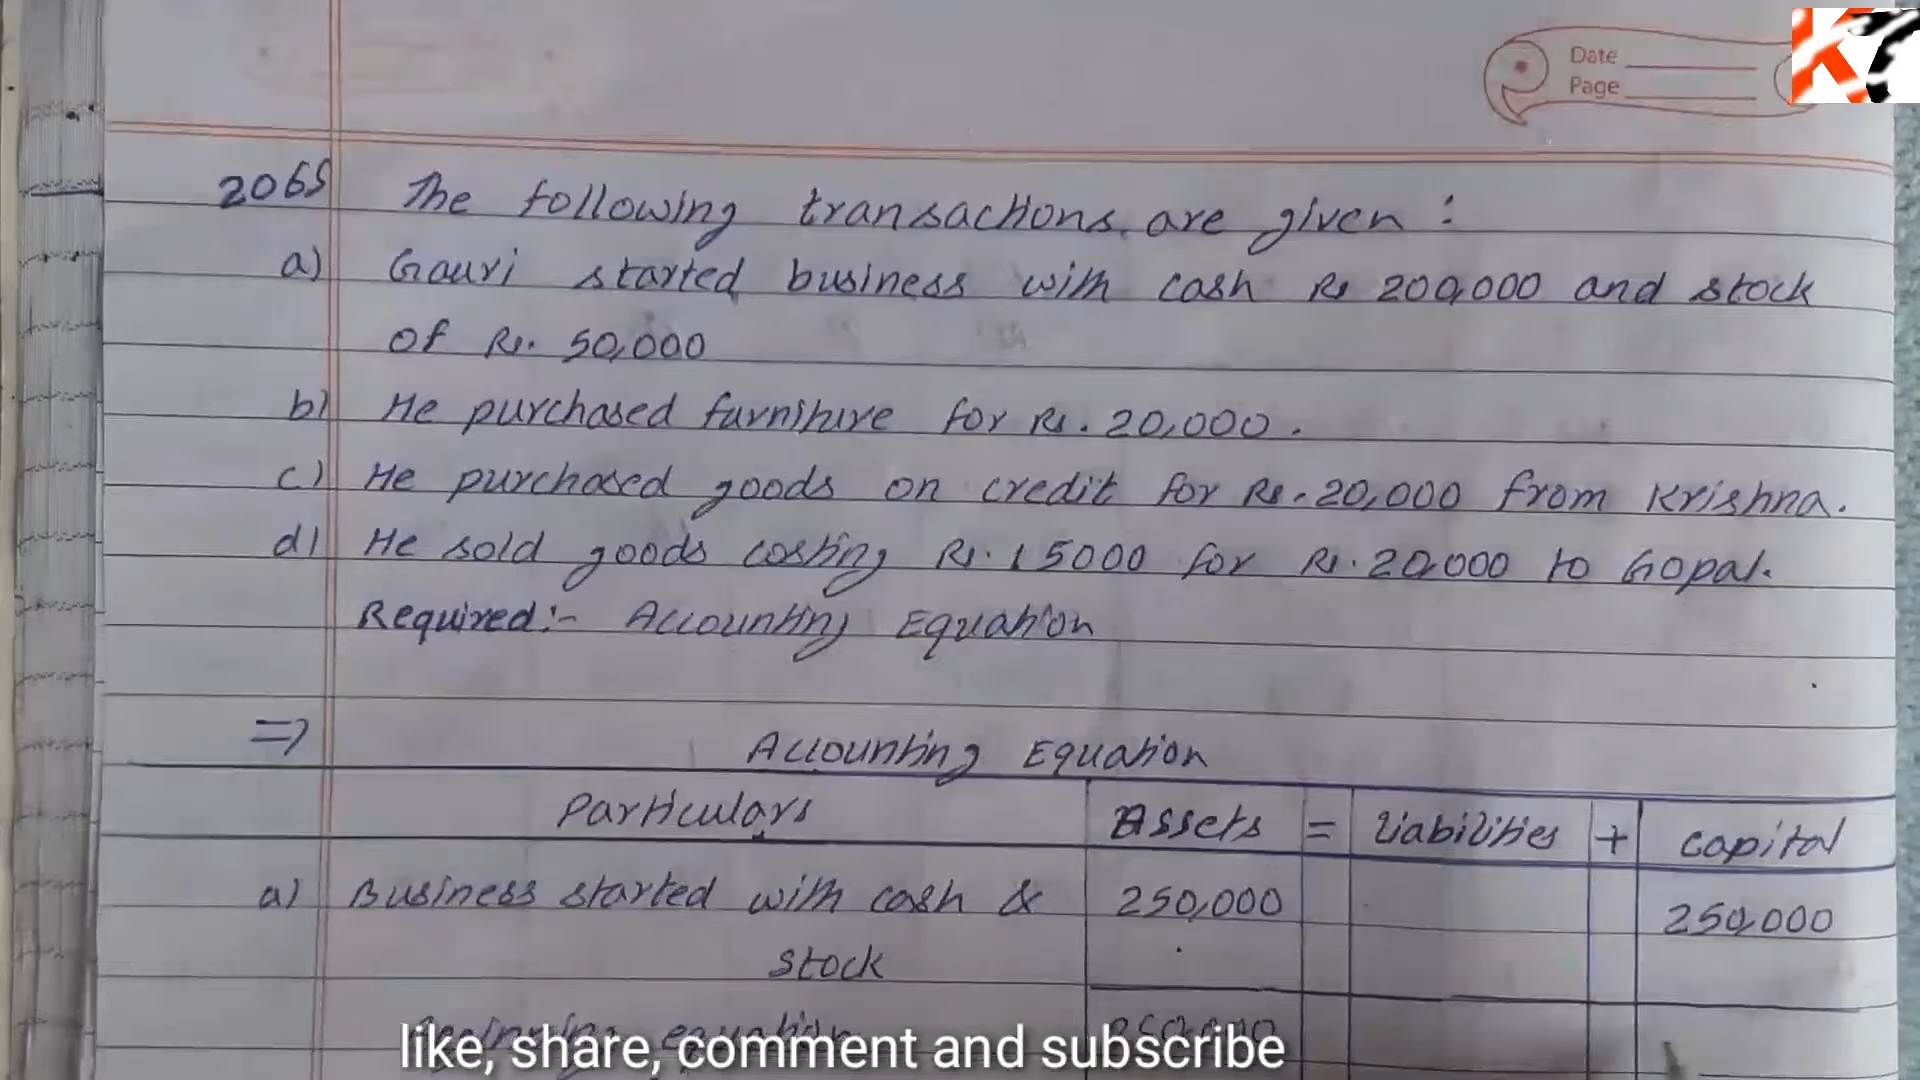 Date
Page
2065 The following transactions are given :
a) Gauri started business with cash Rs 200,000 and stock
of Rs. 50,000
b) He purchased furniture for Rs. 20,000.
c) He purchased goods on credit for Rs. 20,000 from Krishna.
d) He sold goods costing Rs. 15000 for Rs. 20,000 to Gopal.
Required:- Accounting Equation
=> Accounting Equation
Particulars Assets = Liabilities + capital
a) Business started with cash & 250,000 250,000
stock
equation
like, share, comment and subscribe